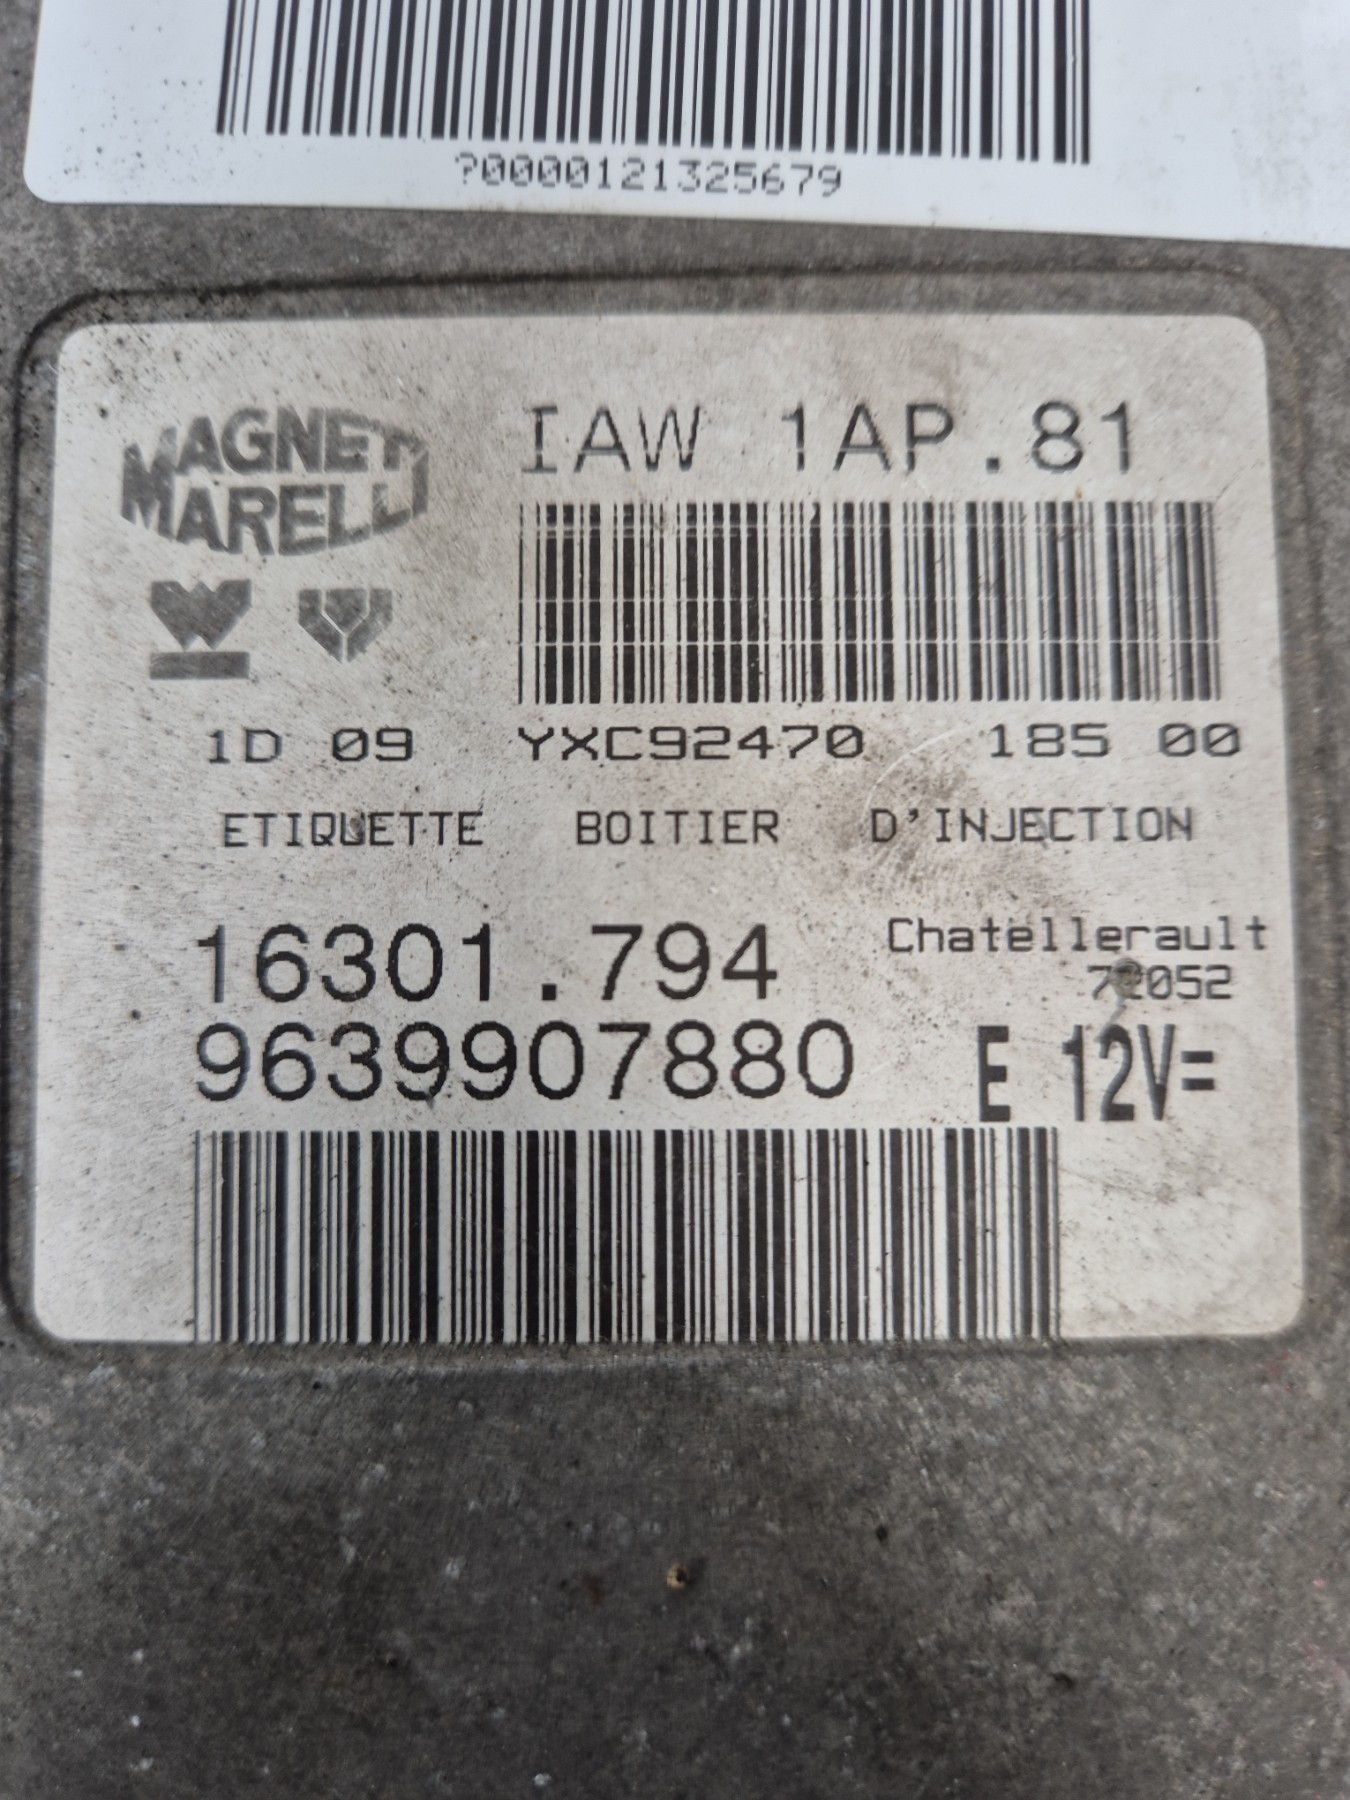 ?0000121325679
MAGNETI
MARELLI
IAW 1AP.81
1D 09 YXC92470 185 00
ETIQUETTE BOITIER D'INJECTION
16301.794
Chatellerault
9639907880
E 12V=